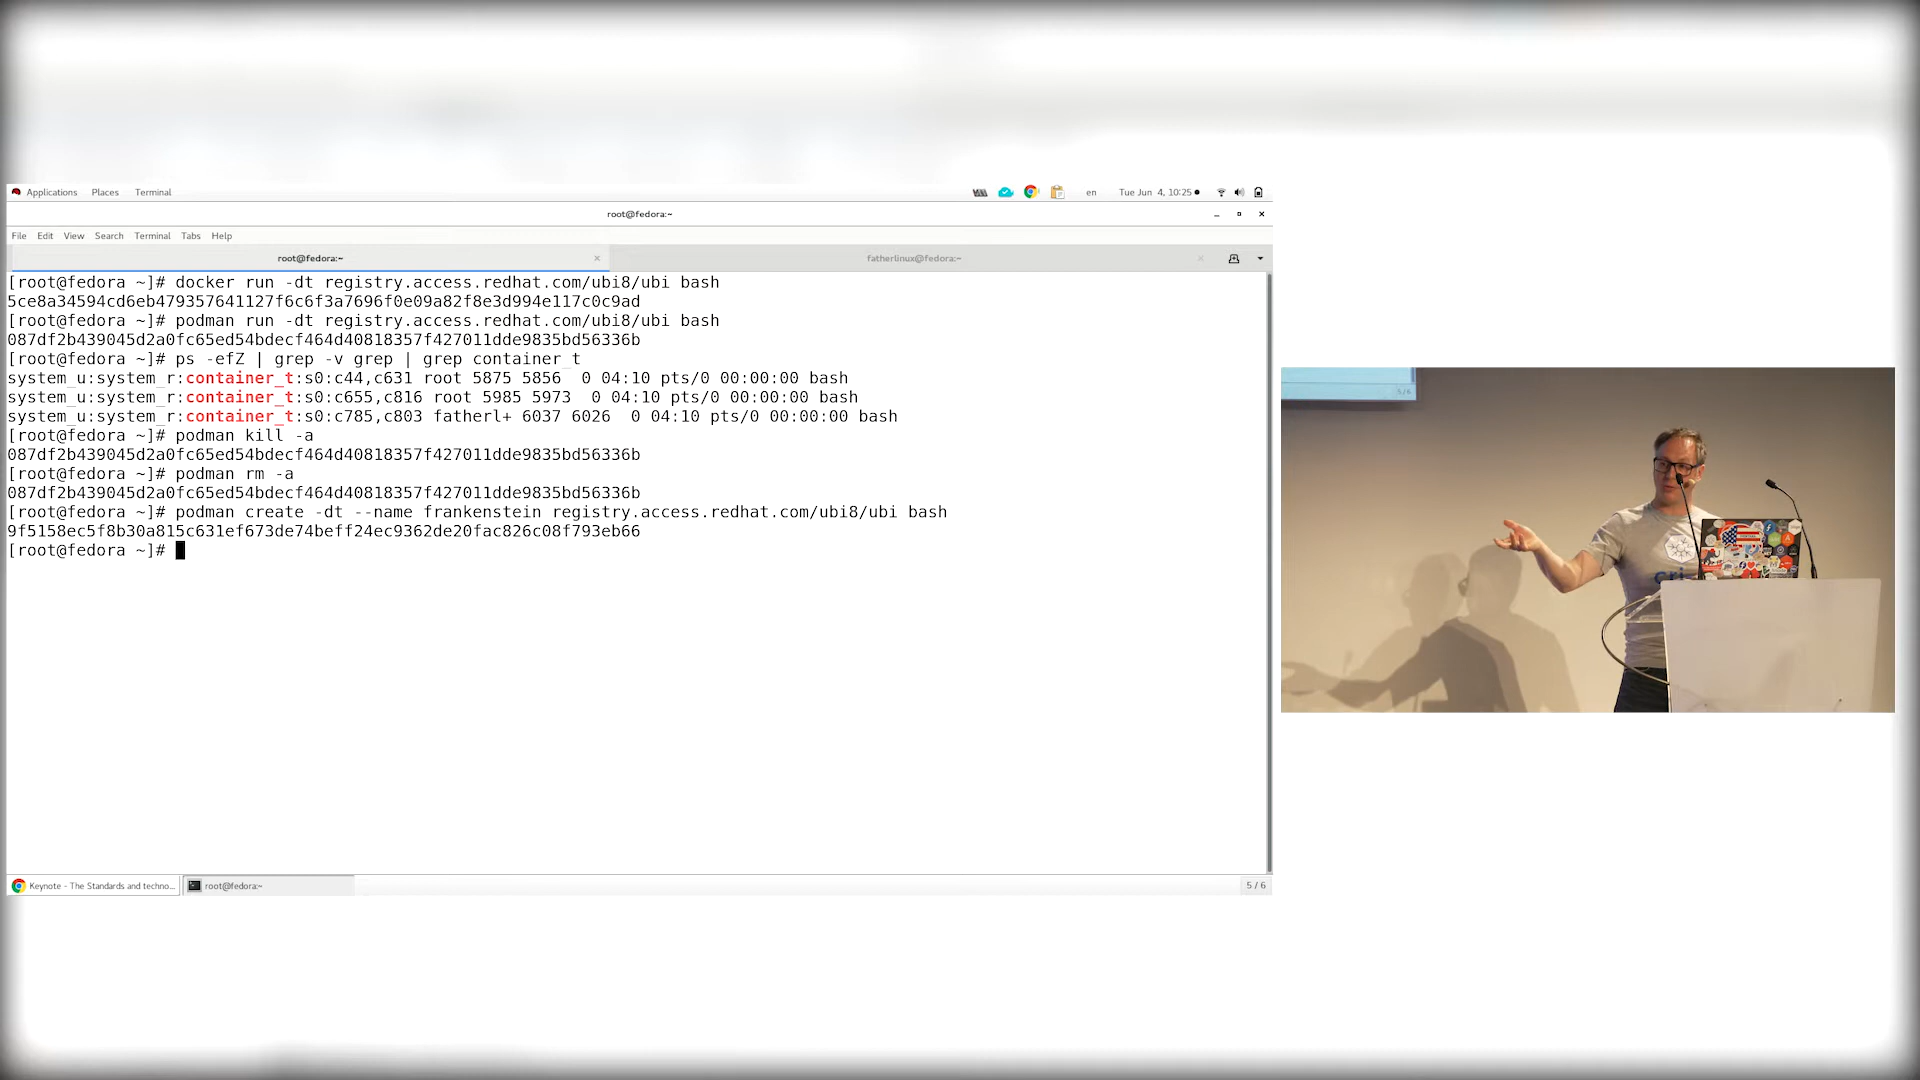 Applications Places Terminal
en Tue Jun 4, 10:25
root@fedora:~
File Edit View Search Terminal Tabs Help
root@fedora:~
fatherlinux@fedora:~
[root@fedora ~]# docker run -dt registry.access.redhat.com/ubi8/ubi bash
5ce8a34594cd6eb479357641127f6c6f3a7696f0e09a82f8e3d994e117c0c9ad
[root@fedora ~]# podman run -dt registry.access.redhat.com/ubi8/ubi bash
087df2b439045d2a0fc65ed54bdecf464d40818357f427011dde9835bd56336b
[root@fedora ~]# ps -efZ | grep -v grep | grep container_t
system_u:system_r:container_t:s0:c44,c631 root 5875 5856  0 04:10 pts/0 00:00:00 bash
system_u:system_r:container_t:s0:c655,c816 root 5985 5973  0 04:10 pts/0 00:00:00 bash
system_u:system_r:container_t:s0:c785,c803 fatherl+ 6037 6026  0 04:10 pts/0 00:00:00 bash
[root@fedora ~]# podman kill -a
087df2b439045d2a0fc65ed54bdecf464d40818357f427011dde9835bd56336b
[root@fedora ~]# podman rm -a
087df2b439045d2a0fc65ed54bdecf464d40818357f427011dde9835bd56336b
[root@fedora ~]# podman create -dt --name frankenstein registry.access.redhat.com/ubi8/ubi bash
9f5158ec5f8b30a815c631ef673de74beff24ec9362de20fac826c08f793eb66
[root@fedora ~]#
Keynote - The Standards and techno...
root@fedora:~
5 / 6